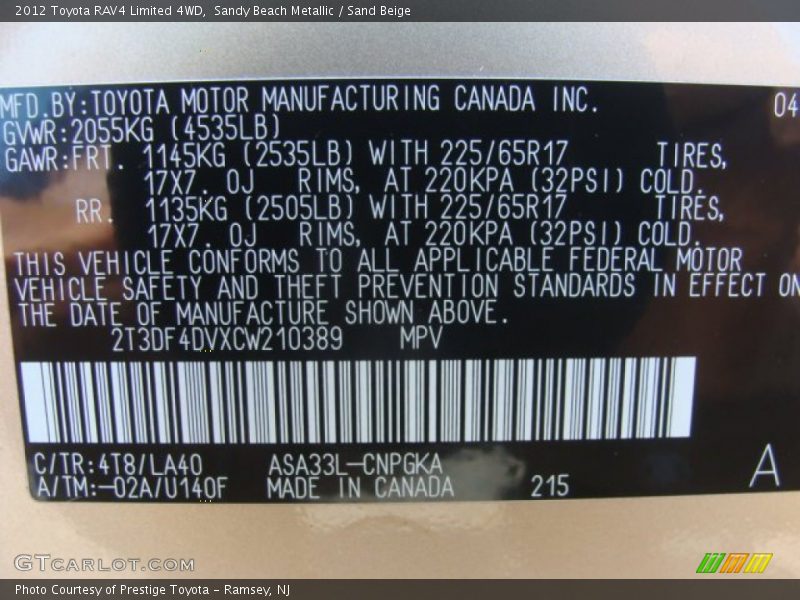 2012 Toyota RAV4 Limited 4WD, Sandy Beach Metallic / Sand Beige
MFD.BY:TOYOTA MOTOR MANUFACTURING CANADA INC. 04
GVWR:2055KG (4535LB)
GAWR:FRT. 1145KG (2535LB) WITH 225/65R17 TIRES,
17X7. 0J RIMS, AT 220KPA (32PSI) COLD.
RR. 1135KG (2505LB) WITH 225/65R17 TIRES,
17X7. 0J RIMS, AT 220KPA (32PSI) COLD.
THIS VEHICLE CONFORMS TO ALL APPLICABLE FEDERAL MOTOR
VEHICLE SAFETY AND THEFT PREVENTION STANDARDS IN EFFECT ON
THE DATE OF MANUFACTURE SHOWN ABOVE.
2T3DF4DVXCW210389 MPV
C/TR:4T8/LA40 ASA33L-CNPGKA
A/TM:-02A/U140F MADE IN CANADA 215 A
GTCARLOT.COM
Photo Courtesy of Prestige Toyota - Ramsey, NJ